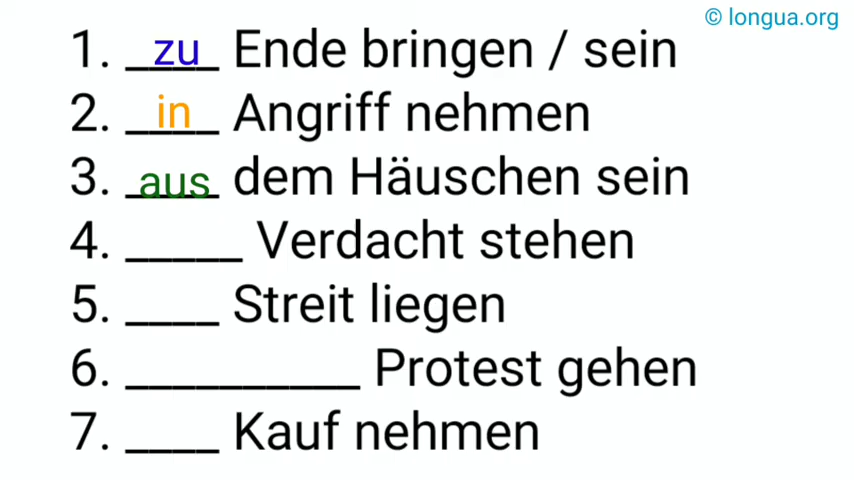 © longua.org
1. zu Ende bringen / sein
2. in Angriff nehmen
3. aus dem Häuschen sein
4. _____ Verdacht stehen
5. ____ Streit liegen
6. __________ Protest gehen
7. ____ Kauf nehmen